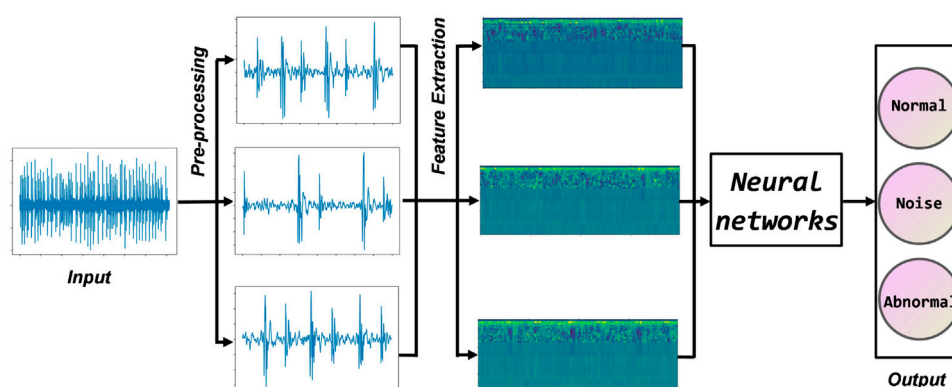 Input
Pre-processing
Feature Extraction
Neural
networks
Normal
Noise
Abnormal
Output